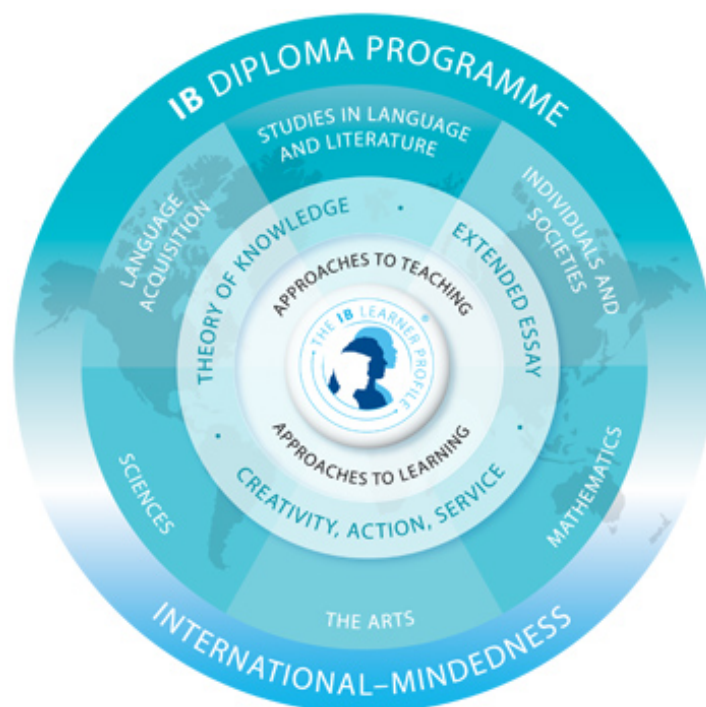 IB DIPLOMA PROGRAMME
STUDIES IN LANGUAGE
AND LITERATURE
LANGUAGE
ACQUISITION
INDIVIDUALS AND
SOCIETIES
THEORY OF KNOWLEDGE
EXTENDED ESSAY
APPROACHES TO TEACHING
THE IB LEARNER PROFILE
®
APPROACHES TO LEARNING
CREATIVITY, ACTION, SERVICE
SCIENCES
MATHEMATICS
THE ARTS
INTERNATIONAL–MINDEDNESS